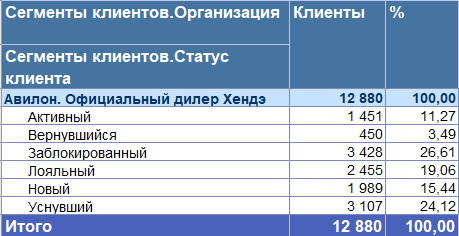 Сегменты клиентов.Организация Клиенты %
Сегменты клиентов.Статус
клиента
Авилон. Официальный дилер Хендэ 12 880 100,00
Активный 1 451 11,27
Вернувшийся 450 3,49
Заблокированный 3 428 26,61
Лояльный 2 455 19,06
Новый 1 989 15,44
Уснувший 3 107 24,12
Итого 12 880 100,00